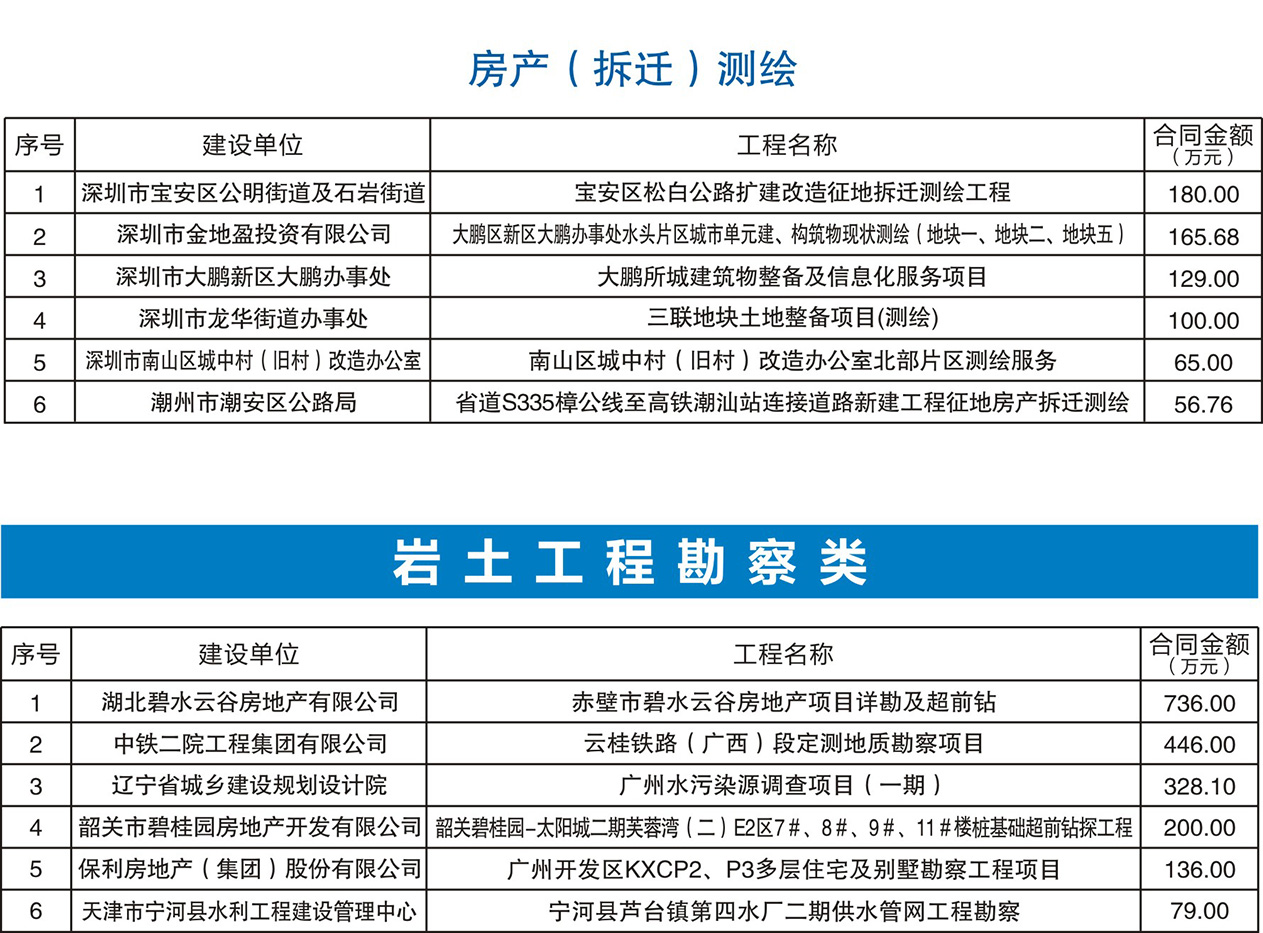 房产（拆迁）测绘
序号 建设单位 工程名称 合同金额（万元）
1 深圳市宝安区公明街道及石岩街道 宝安区松白公路扩建改造征地拆迁测绘工程 180.00
2 深圳市金地盈投资有限公司 大鹏区新区大鹏办事处水头片区城市单元建、构筑物现状测绘（地块一、地块二、地块五） 165.68
3 深圳市大鹏新区大鹏办事处 大鹏所城建筑物整备及信息化服务项目 129.00
4 深圳市龙华街道办事处 三联地块土地整备项目(测绘) 100.00
5 深圳市南山区城中村（旧村）改造办公室 南山区城中村（旧村）改造办公室北部片区测绘服务 65.00
6 潮州市潮安区公路局 省道S335樟公线至高铁潮汕站连接道路新建工程征地房产拆迁测绘 56.76
岩土工程勘察类
序号 建设单位 工程名称 合同金额（万元）
1 湖北碧水云谷房地产有限公司 赤壁市碧水云谷房地产项目详勘及超前钻 736.00
2 中铁二院工程集团有限公司 云桂铁路（广西）段定测地质勘察项目 446.00
3 辽宁省城乡建设规划设计院 广州水污染源调查项目（一期） 328.10
4 韶关市碧桂园房地产开发有限公司 韶关碧桂园-太阳城二期芙蓉湾（二）E2区7#、8#、9#、11#楼桩基础超前钻探工程 200.00
5 保利房地产（集团）股份有限公司 广州开发区KXCP2、P3多层住宅及别墅勘察工程项目 136.00
6 天津市宁河县水利工程建设管理中心 宁河县芦台镇第四水厂二期供水管网工程勘察 79.00